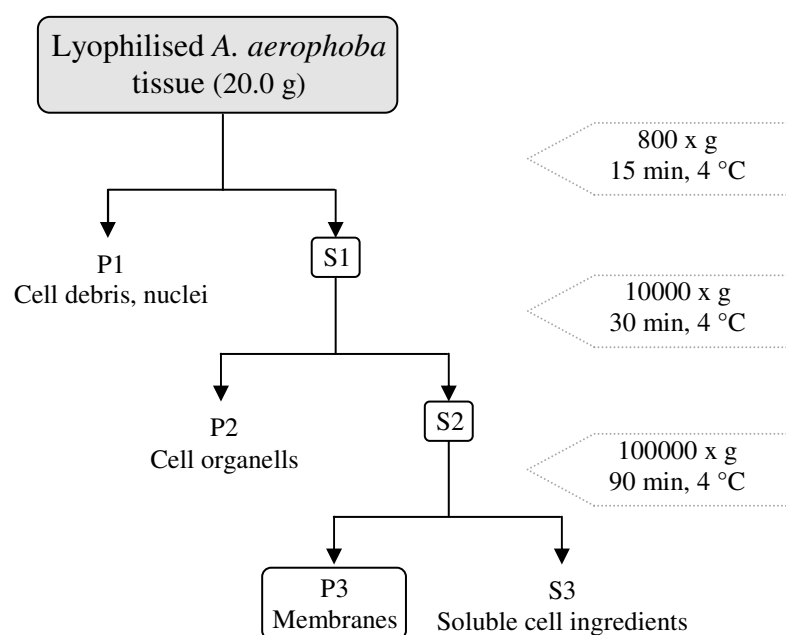 Lyophilised A. aerophoba
tissue (20.0 g)
800 x g
15 min, 4 °C
P1
Cell debris, nuclei
S1
10000 x g
30 min, 4 °C
P2
Cell organells
S2
100000 x g
90 min, 4 °C
P3
Membranes
S3
Soluble cell ingredients